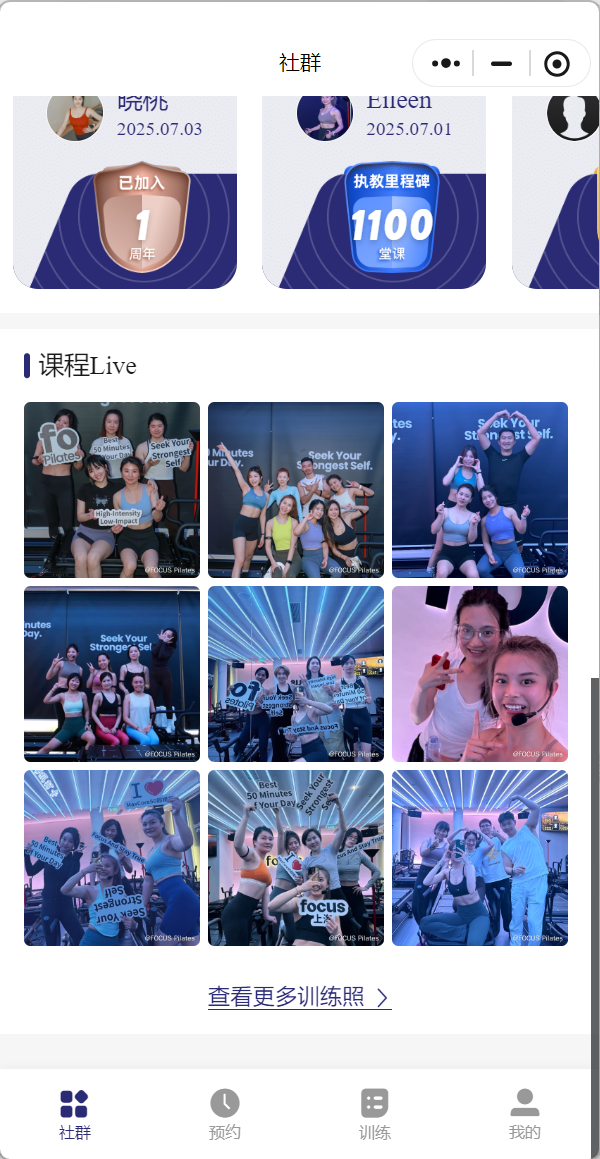 社群
晓桃
2025.07.03
已加入
1
周年
Eileen
2025.07.01
执教里程碑
1100
堂课
课程Live
fo
Pilates
Best
50 Minutes
Your Day.
Seek Your
Strongest
Self
High-Intensity
Low-Impact
@FOCUS Pilates
Minutes
ur Day.
Seek Your
Strongest Self.
@FOCUS Pilates
Seek Your
Strongest Self.
@FOCUS Pilates
Day.
Seek Your
Strongest Self
@FOCUS Pilates
fo
Pilates
@FOCUS Pilates
I
50 Minutes
of Your Day
Focus And Stay True
Seek Your
Strongest
Self
@FOCUS Pilates
Best
50 Minutes
f Your Day.
Seek Your
Strongest
Self
focus
上海
@FOCUS Pilates
@FOCUS Pilates
查看更多训练照
社群
预约
训练
我的